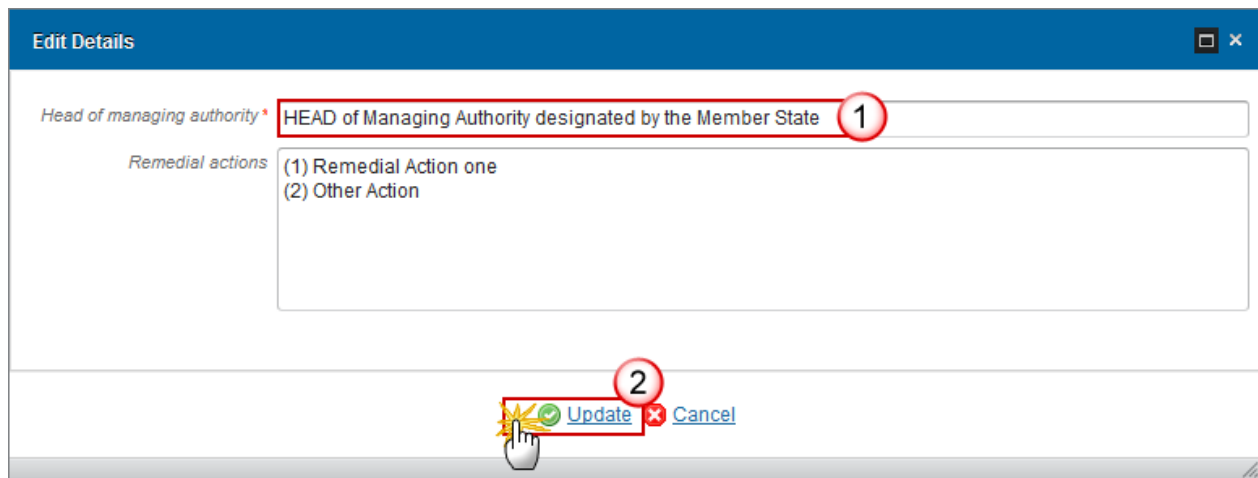 Edit Details
Head of managing authority * HEAD of Managing Authority designated by the Member State 1
Remedial actions (1) Remedial Action one
(2) Other Action
2
Update Cancel